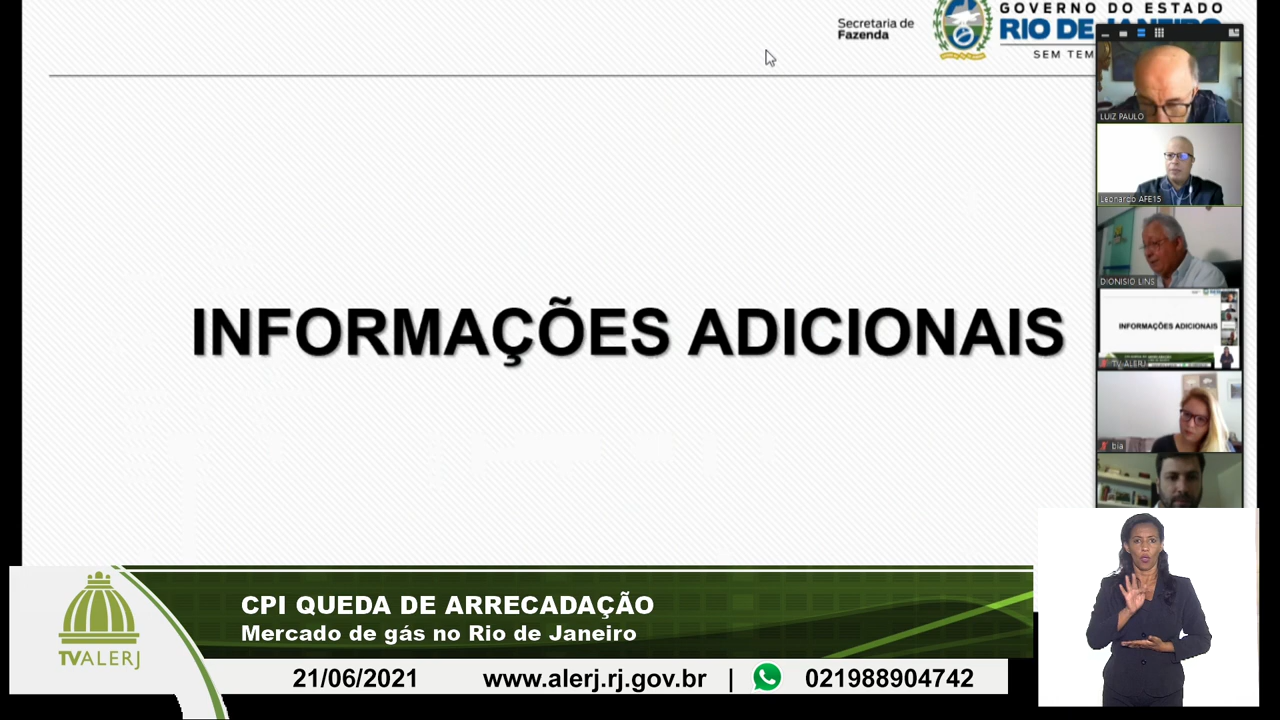 Secretaria de
Fazenda
GOVERNO DO ESTADO
RIO DE JANEIRO
SEM TEM
LUIZ PAULO
Leonardo AFE15
DIONISIO LINS
INFORMAÇÕES ADICIONAIS
INFORMAÇÕES ADICIONAIS
TV ALERJ
bia
CPI QUEDA DE ARRECADAÇÃO
Mercado de gás no Rio de Janeiro
TVALERJ
21/06/2021 www.alerj.rj.gov.br | 021988904742